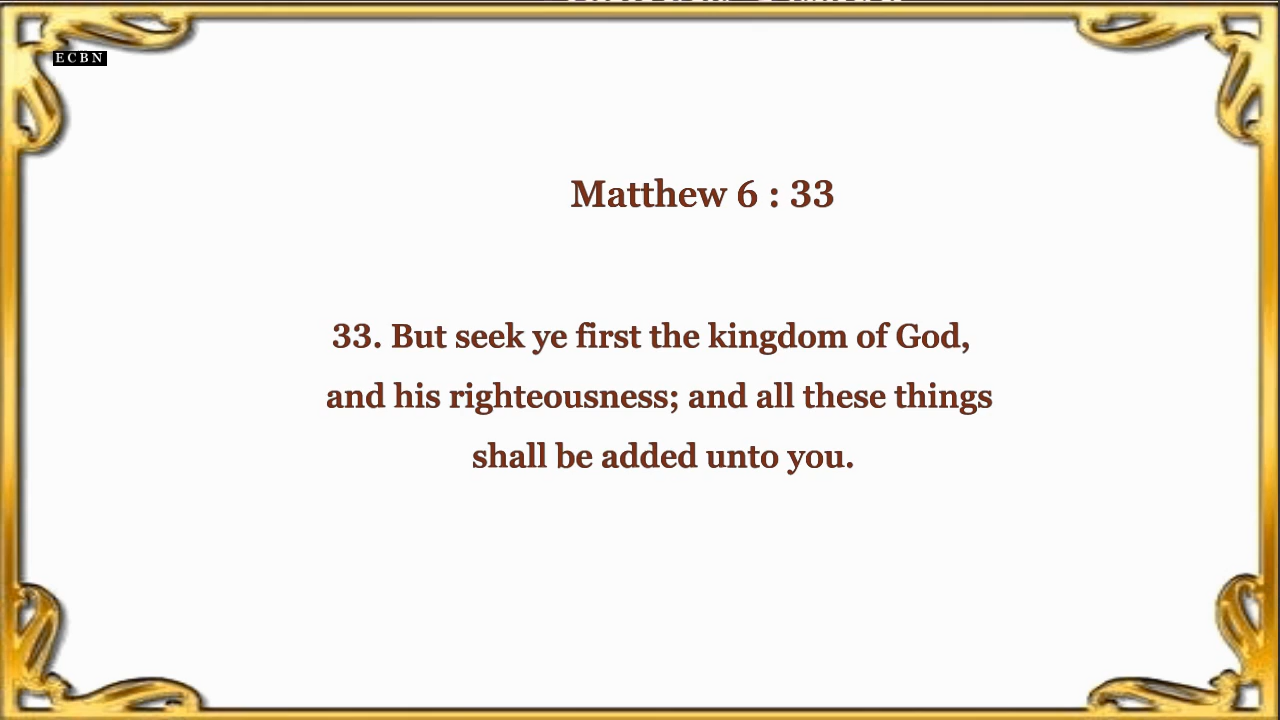 ECBN
Matthew 6 : 33
33. But seek ye first the kingdom of God,
and his righteousness; and all these things
shall be added unto you.